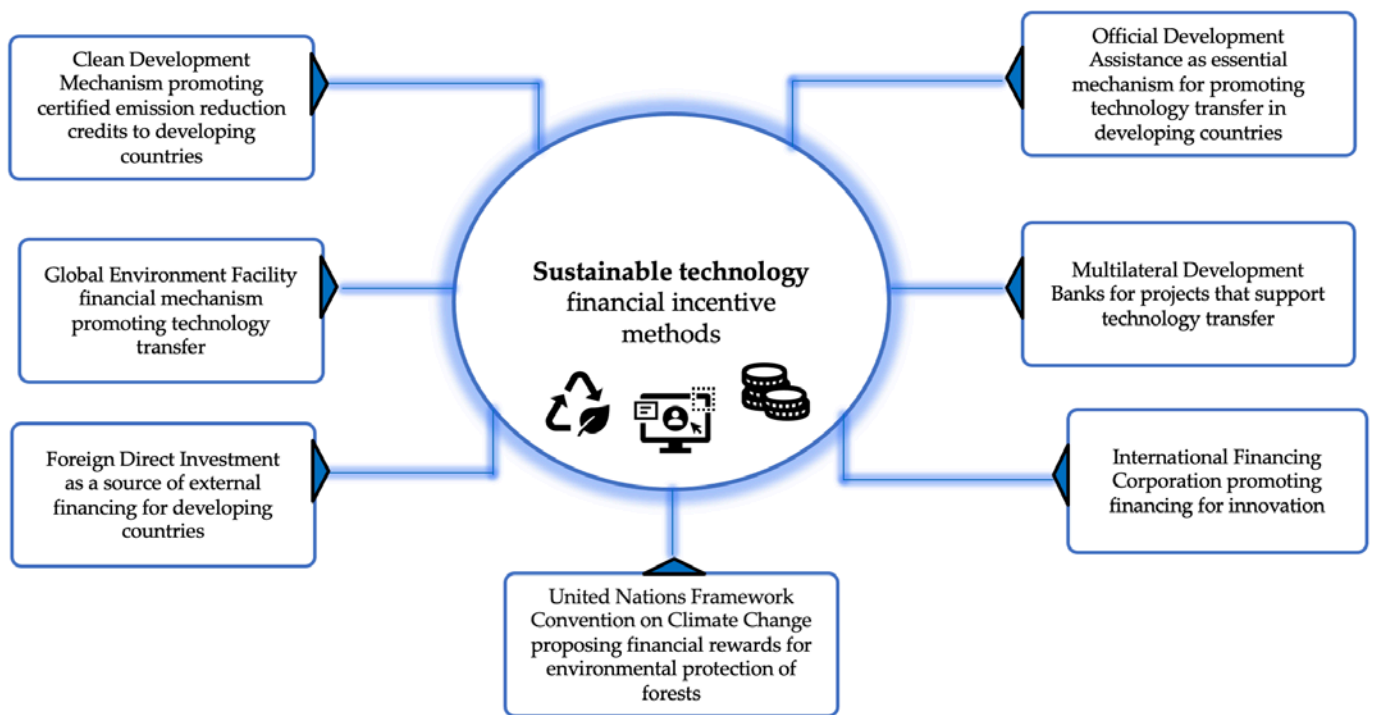 Clean Development
Mechanism promoting
certified emission reduction
credits to developing
countries
Official Development
Assistance as essential
mechanism for promoting
technology transfer in
developing countries
Global Environment Facility
financial mechanism
promoting technology
transfer
Sustainable technology
financial incentive
methods
Multilateral Development
Banks for projects that support
technology transfer
Foreign Direct Investment
as a source of external
financing for developing
countries
International Financing
Corporation promoting
financing for innovation
United Nations Framework
Convention on Climate Change
proposing financial rewards for
environmental protection of
forests